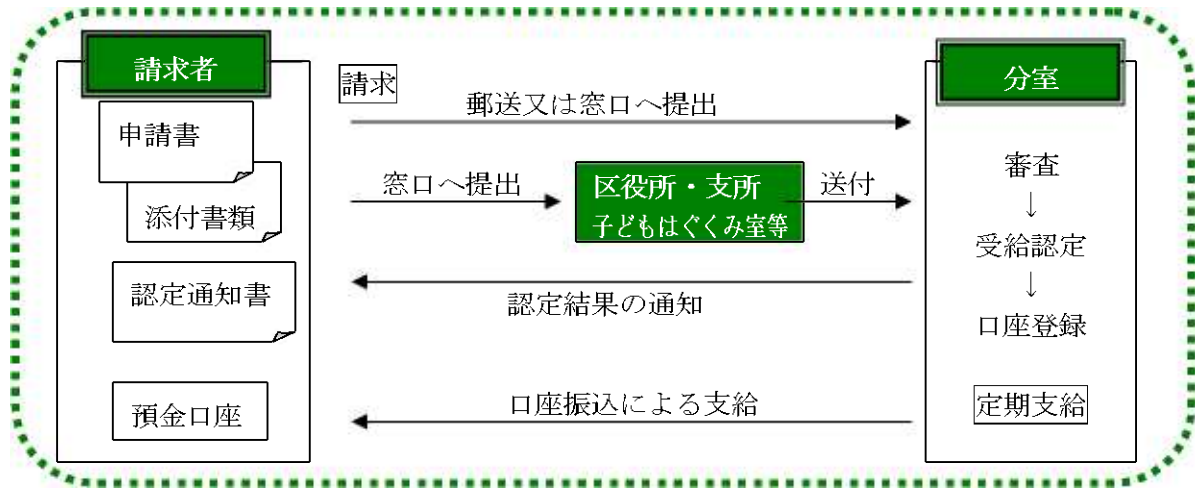 請求者
申請書
添付書類
認定通知書
預金口座
請求
郵送又は窓口へ提出
窓口へ提出
区役所・支所
子どもはぐくみ室等
送付
認定結果の通知
口座振込による支給
分室
審査
↓
受給認定
↓
口座登録
定期支給